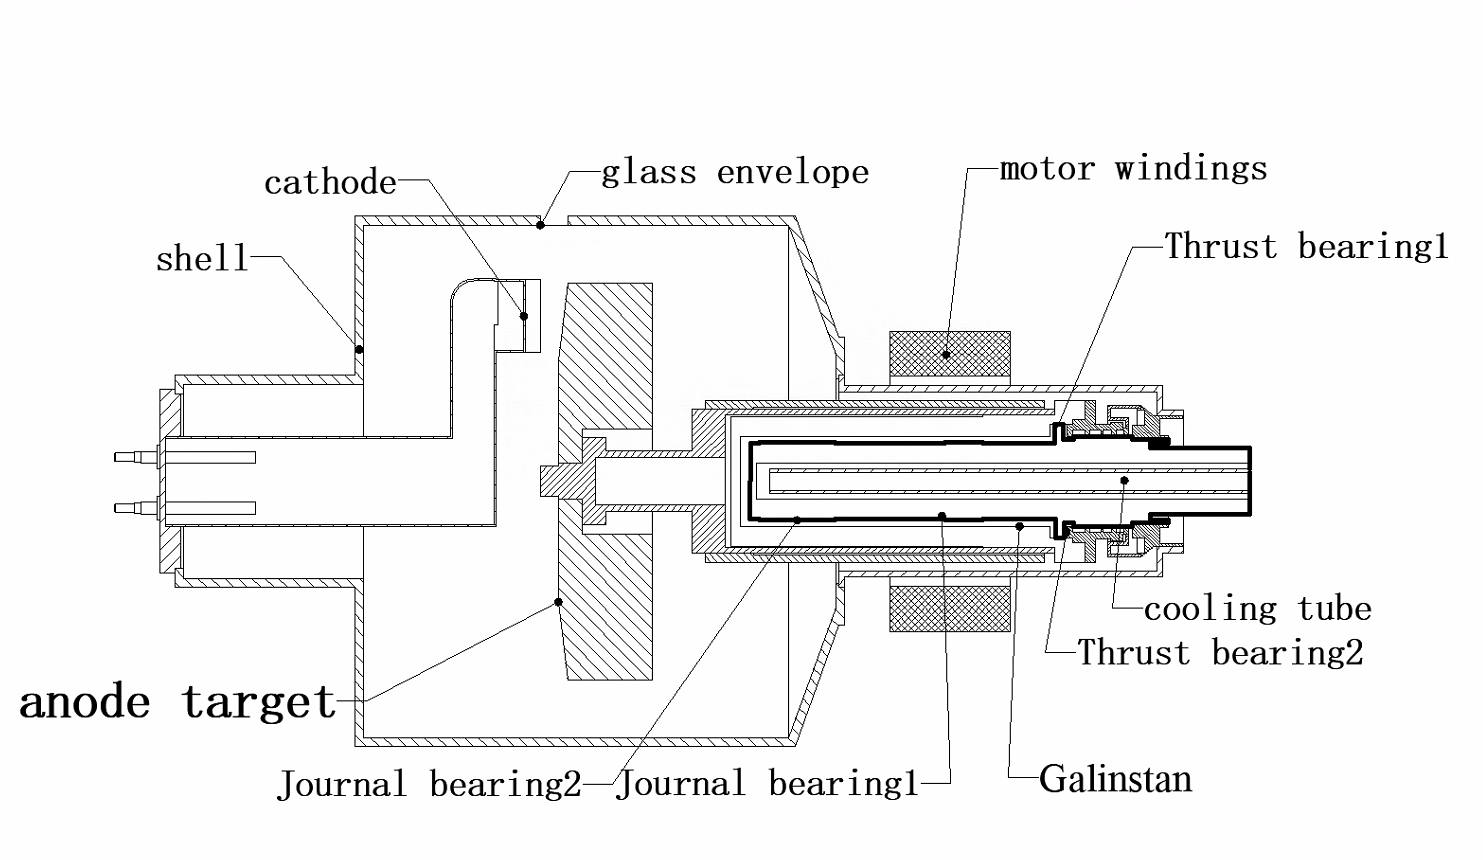 motor windings
glass envelope
cathode
Thrust bearing1
shell
cooling tube
Thrust bearing2
anode target
Journal bearing2
Journal bearing1
Galinstan